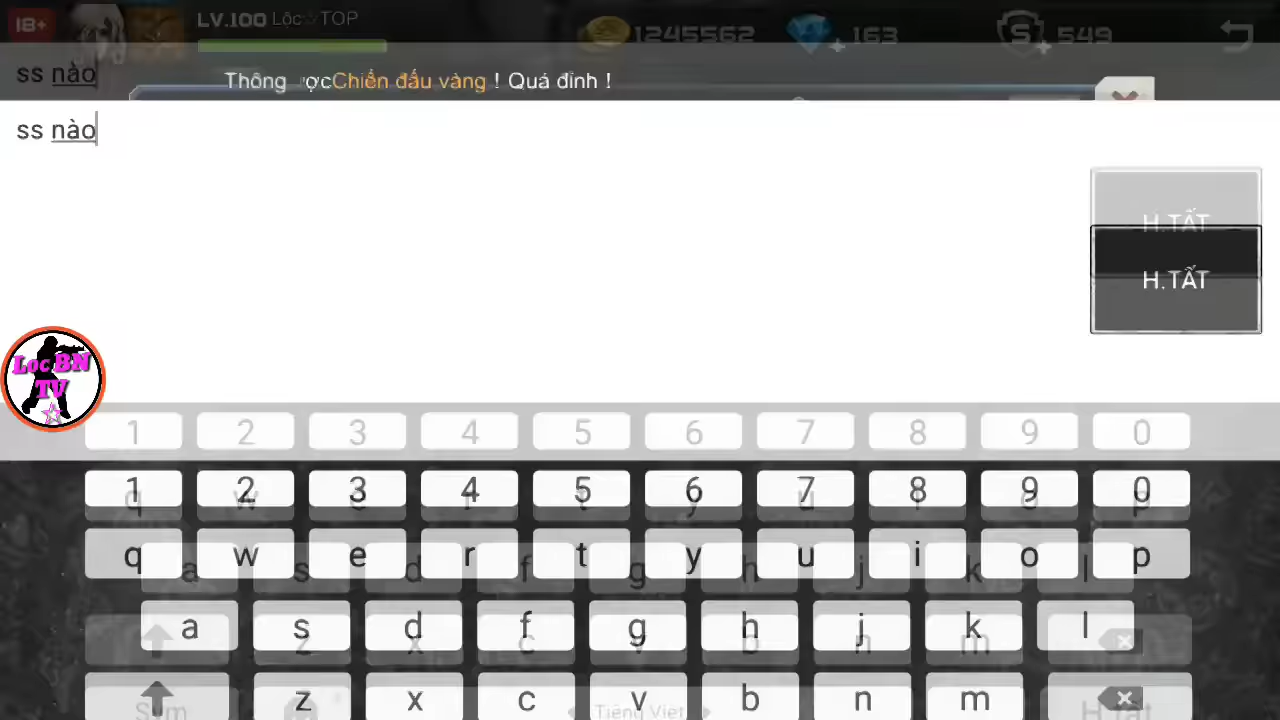 18+
LV.100 Lộc☆TOP
1245562
163
549
ss nào
Thông ợcChiến đấu vàng ! Quá đỉnh !
ss nào
H.TẤT
H.TẤT
Loc BN
TV
1 2 3 4 5 6 7 8 9 0
1 2 3 4 5 6 7 8 9 0
q w e r t y u i o p
a s d f g h j k l
a s d f g h j k l
z x c v b n m
Tiếng Việt